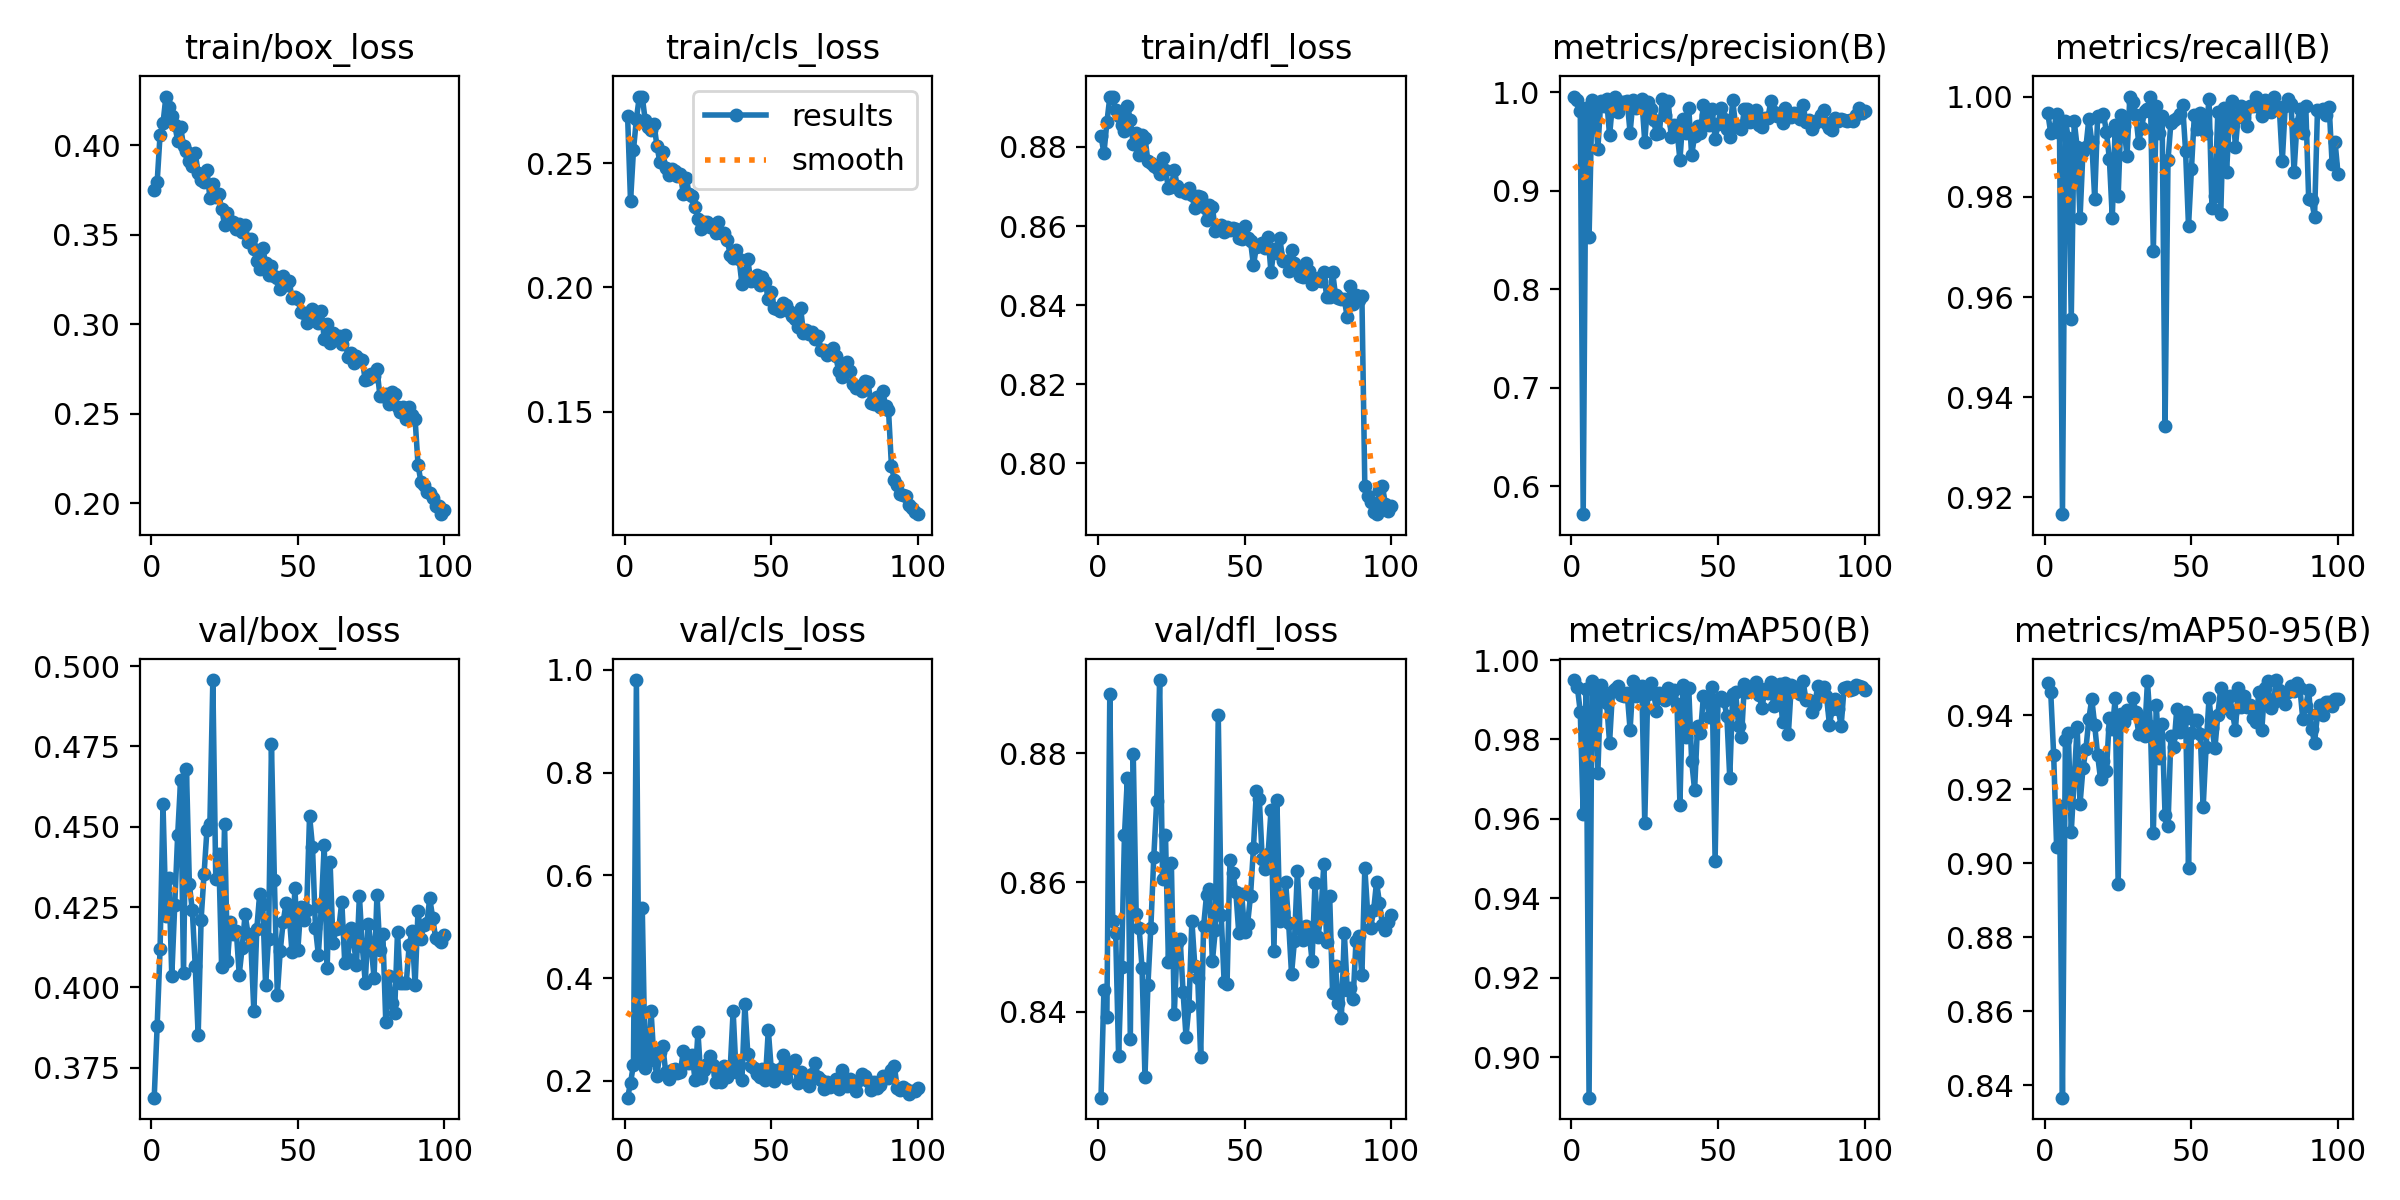 train/box_loss
train/cls_loss
train/dfl_loss
metrics/precision(B)
metrics/recall(B)
0.40
0.35
0.30
0.25
0.20
0 50 100
results
smooth
0.25
0.20
0.15
0 50 100
0.88
0.86
0.84
0.82
0.80
0 50 100
1.0
0.9
0.8
0.7
0.6
0 50 100
1.00
0.98
0.96
0.94
0.92
0 50 100
val/box_loss
val/cls_loss
val/dfl_loss
metrics/mAP50(B)
metrics/mAP50-95(B)
0.500
0.475
0.450
0.425
0.400
0.375
0 50 100
1.0
0.8
0.6
0.4
0.2
0 50 100
0.88
0.86
0.84
0 50 100
1.00
0.98
0.96
0.94
0.92
0.90
0 50 100
0.94
0.92
0.90
0.88
0.86
0.84
0 50 100